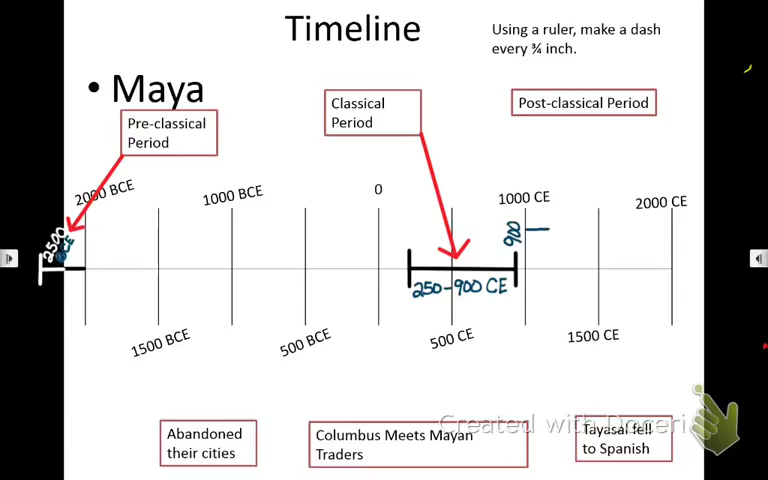 Timeline
Using a ruler, make a dash
every ¾ inch.
• Maya
Pre-classical
Period
Classical
Period
Post-classical Period
2000 BCE
1000 BCE
0
1000 CE
2000 CE
2500
BCE
900
250-900 CE
1500 BCE
500 BCE
500 CE
1500 CE
Abandoned
their cities
Columbus Meets Mayan
Traders
Tayasal fell
to Spanish
Created with Doceri